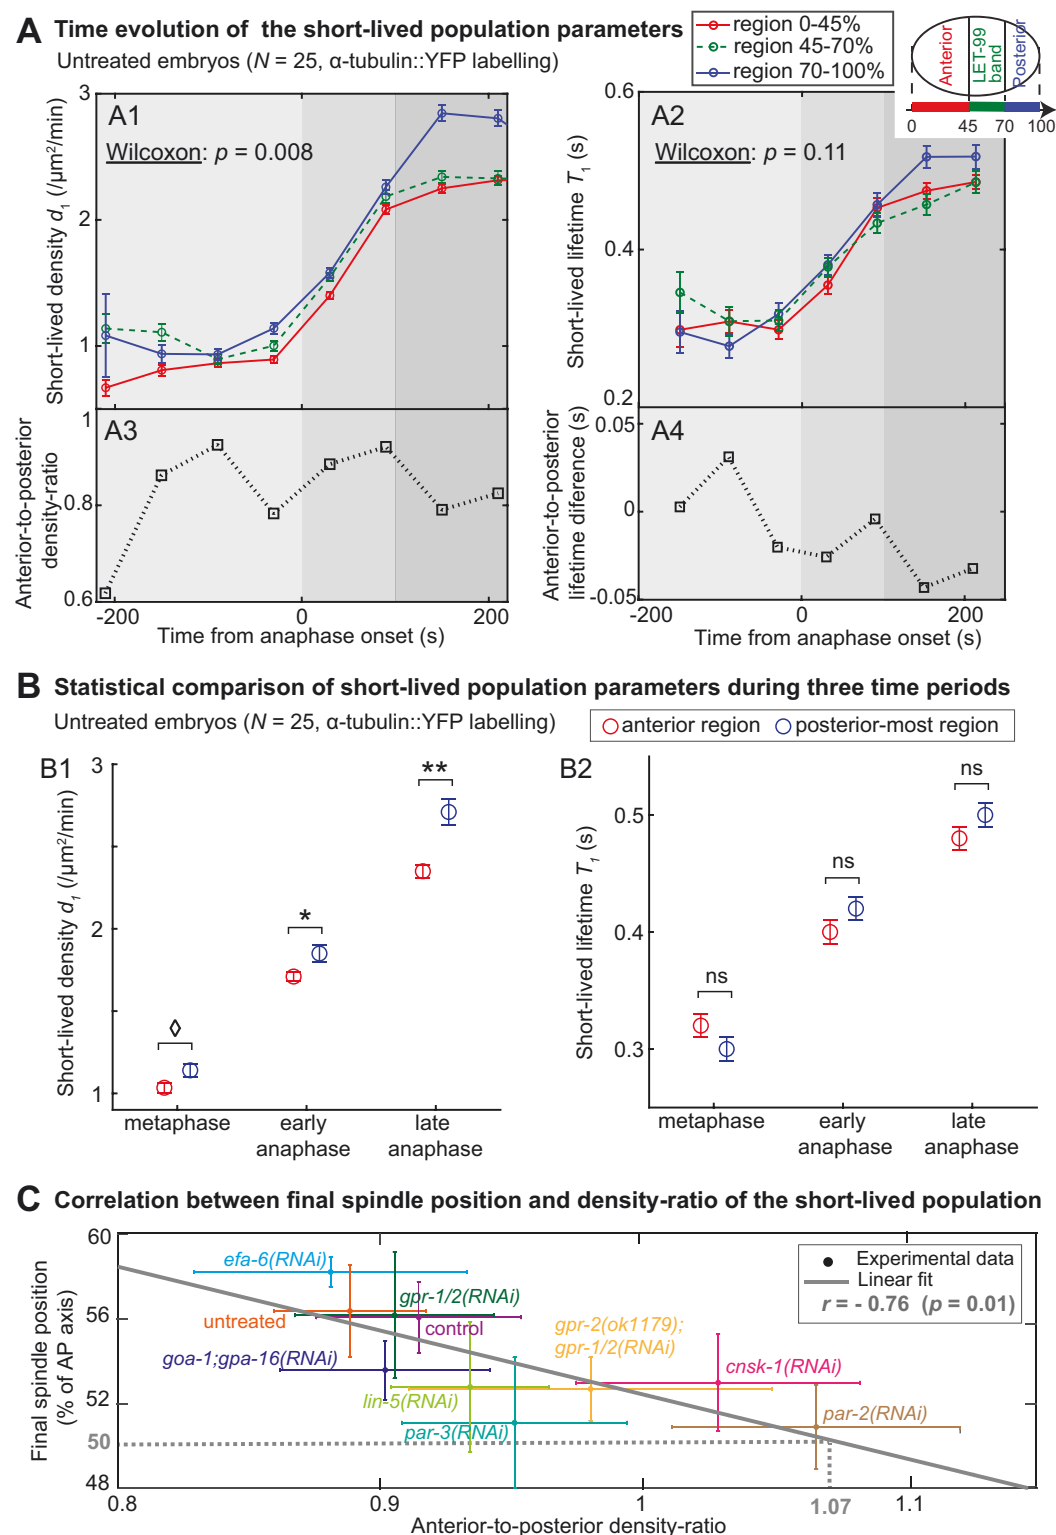 A Time evolution of the short-lived population parameters
Untreated embryos (N = 25, α-tubulin::YFP labelling)
region 0-45%
region 45-70%
region 70-100%
Anterior
LET-99
band
Posterior
0 45 70 100
A1
Wilcoxon: p = 0.008
Short-lived density d1 (/µm²/min)
3
2
1
A2
Wilcoxon: p = 0.11
Short-lived lifetime T1 (s)
0.6
0.4
0.2
A3
Anterior-to-posterior
density-ratio
1
0.8
0.6
-200 0 200
Time from anaphase onset (s)
A4
Anterior-to-posterior
lifetime diference (s)
0.05
0
-0.05
-200 0 200
Time from anaphase onset (s)
B Statistical comparison of short-lived population parameters during three time periods
Untreated embryos (N = 25, α-tubulin::YFP labelling)
anterior region posterior-most region
B1
Short-lived density d1 (/µm²/min)
3
2
1
◊
*
**
metaphase early anaphase late anaphase
B2
Short-lived lifetime T1 (s)
0.5
0.4
0.3
ns
ns
ns
metaphase early anaphase late anaphase
C Correlation between final spindle position and density-ratio of the short-lived population
Final spindle position
(% of AP axis)
60
56
52
50
48
efa-6(RNAi)
gpr-1/2(RNAi)
untreated
control
goa-1;gpa-16(RNAi)
gpr-2(ok1179);
gpr-1/2(RNAi)
lin-5(RNAi)
cnsk-1(RNAi)
par-3(RNAi)
par-2(RNAi)
Experimental data
Linear fit
r = - 0.76 (p = 0.01)
0.8 0.9 1 1.07 1.1
Anterior-to-posterior density-ratio